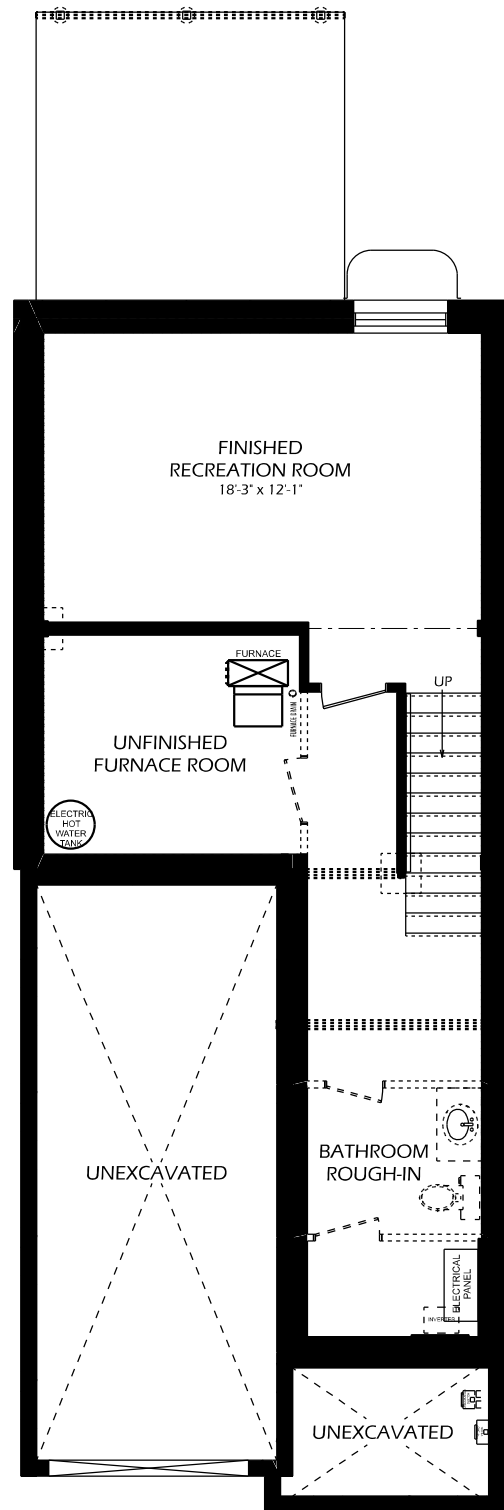 FINISHED
RECREATION ROOM
18'-3" x 12'-1"
FURNACE
UP
FURNACE DRAIN
UNFINISHED
FURNACE ROOM
ELECTRIC
HOT
WATER
TANK
BATHROOM
ROUGH-IN
UNEXCAVATED
ELECTRICAL
PANEL
INVERTER
UNEXCAVATED